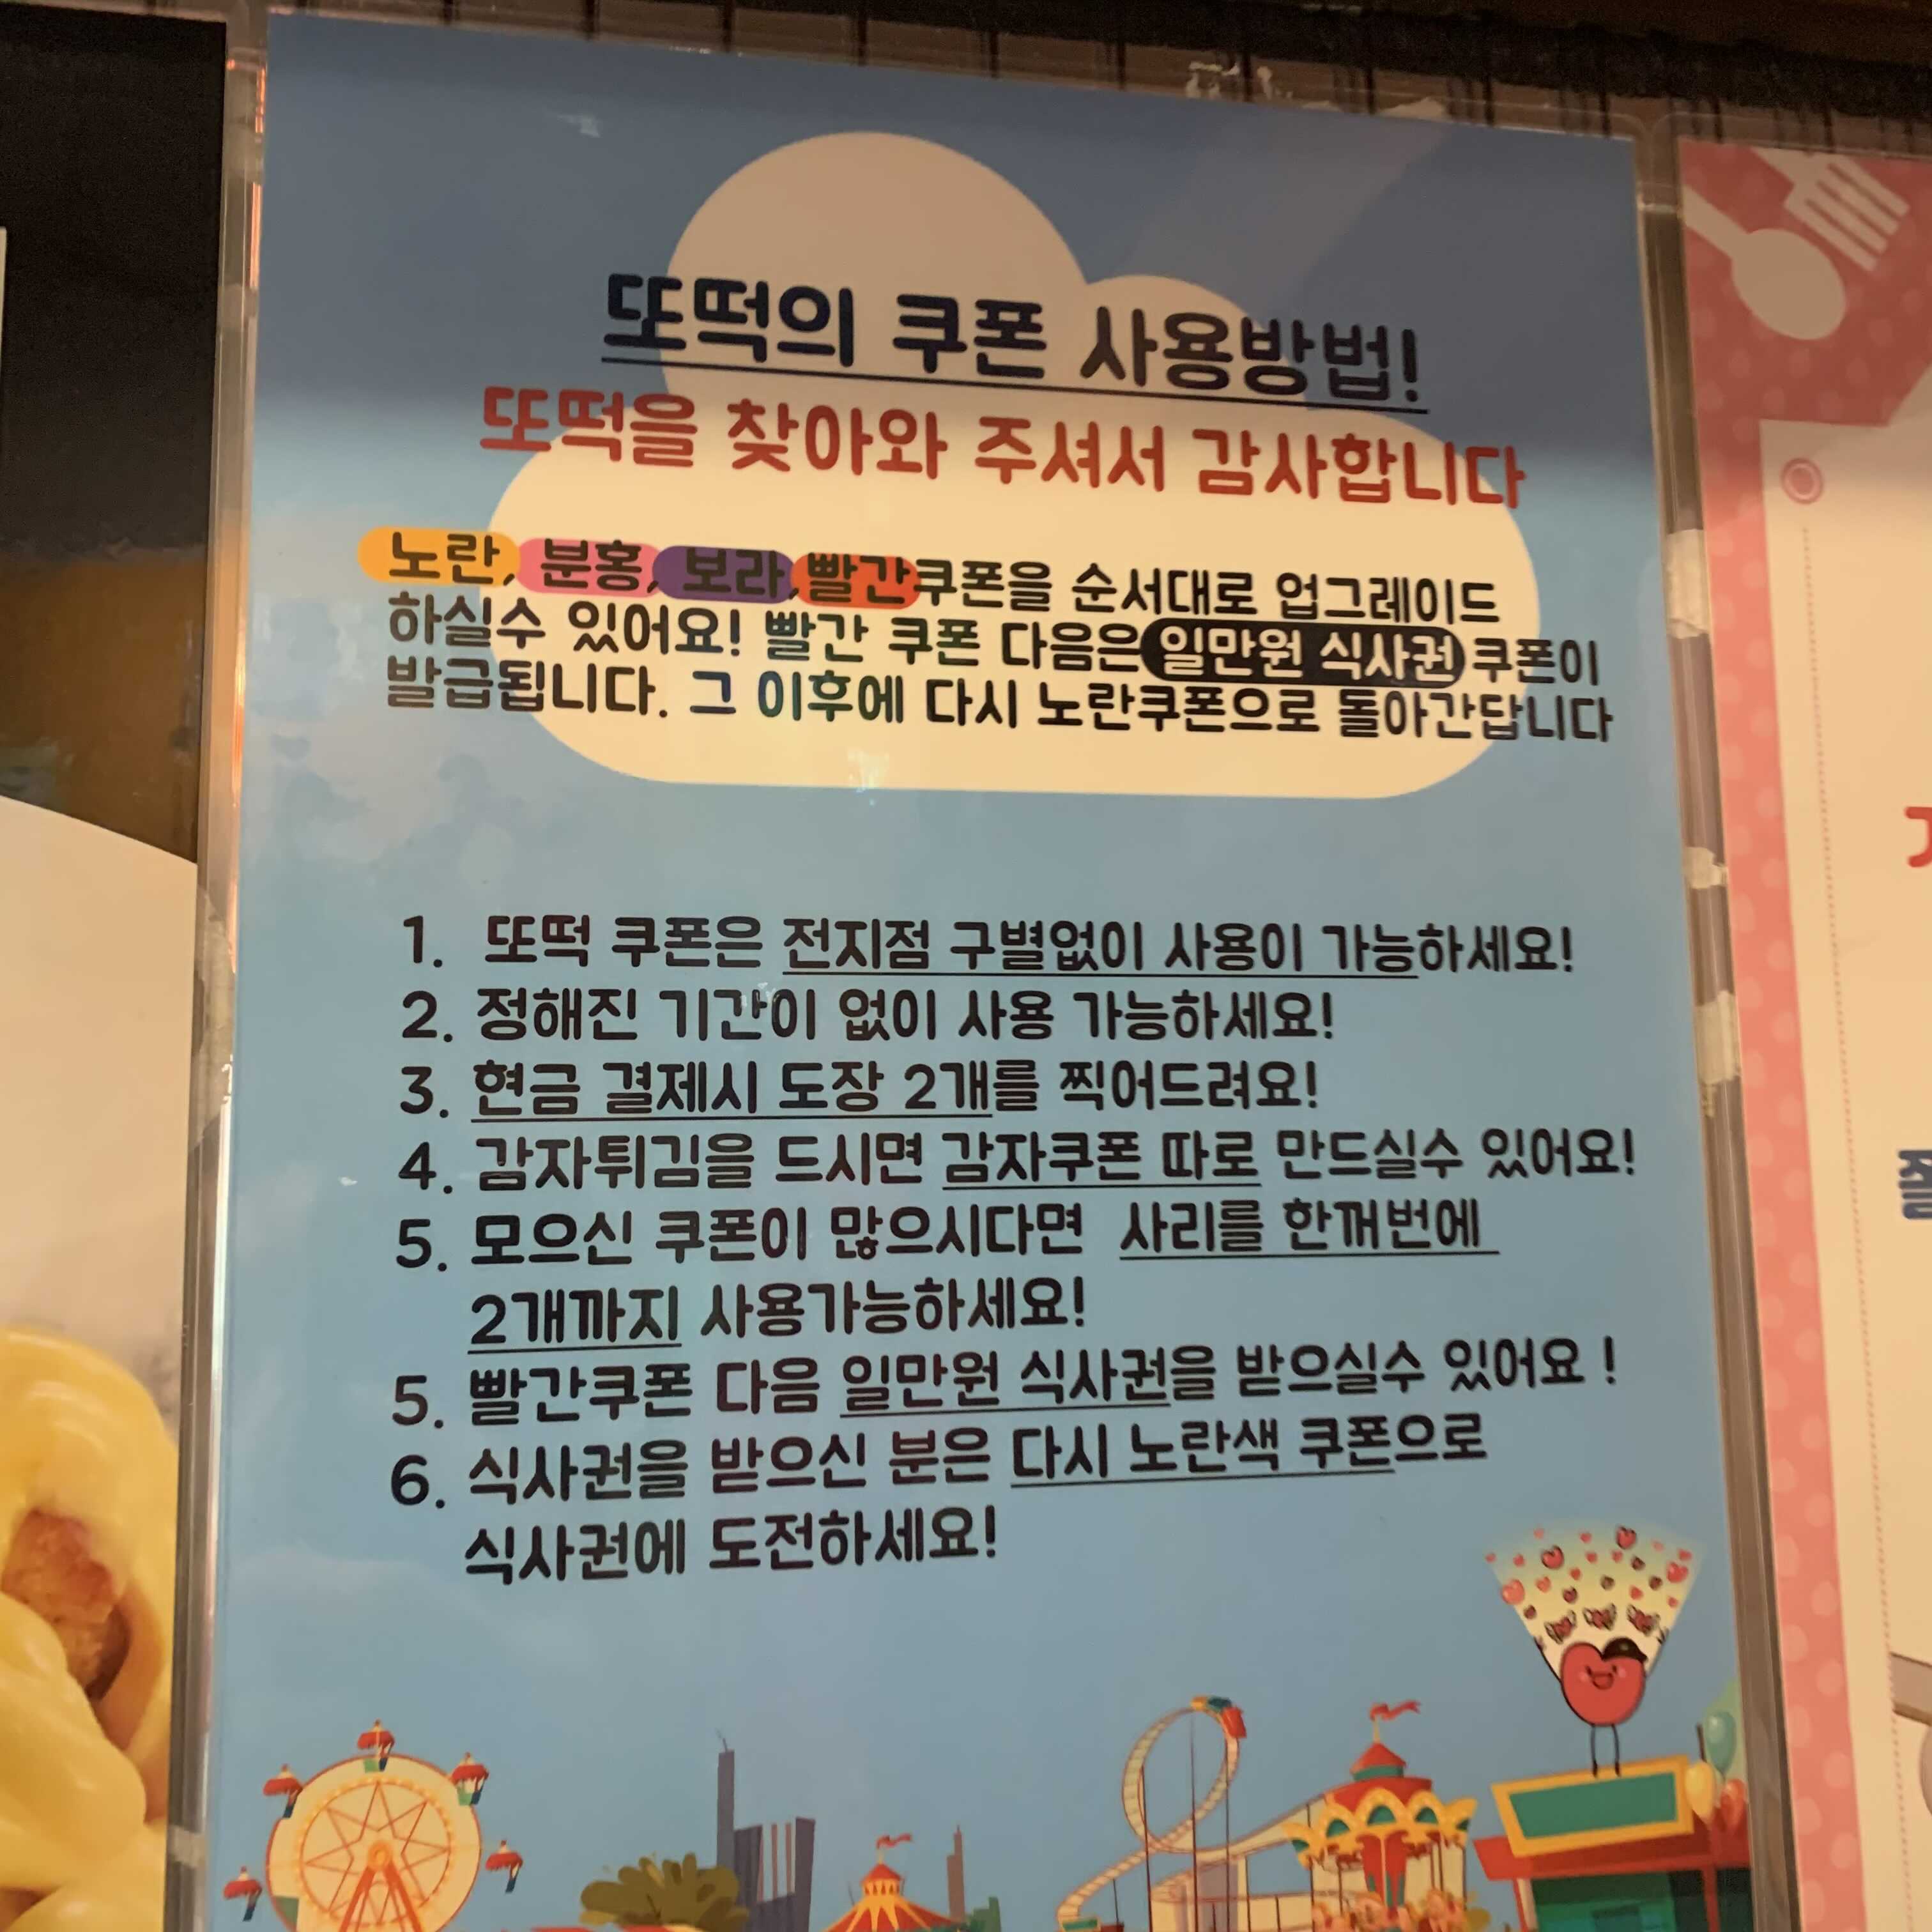 또떡의 쿠폰 사용방법!
또떡을 찾아와 주셔서 감사합니다
노란, 분홍, 보라, 빨간쿠폰을 순서대로 업그레이드
하실수 있어요! 빨간 쿠폰 다음은 일만원 식사권 쿠폰이
발급됩니다. 그 이후에 다시 노란쿠폰으로 돌아간답니다
1. 또떡 쿠폰은 전지점 구별없이 사용이 가능하세요!
2. 정해진 기간이 없이 사용 가능하세요!
3. 현금 결제시 도장 2개를 찍어드려요!
4. 감자튀김을 드시면 감자쿠폰 따로 만드실수 있어요!
5. 모으신 쿠폰이 많으시다면 사리를 한꺼번에
2개까지 사용가능하세요!
5. 빨간쿠폰 다음 일만원 식사권을 받으실수 있어요 !
6. 식사권을 받으신 분은 다시 노란색 쿠폰으로
식사권에 도전하세요!